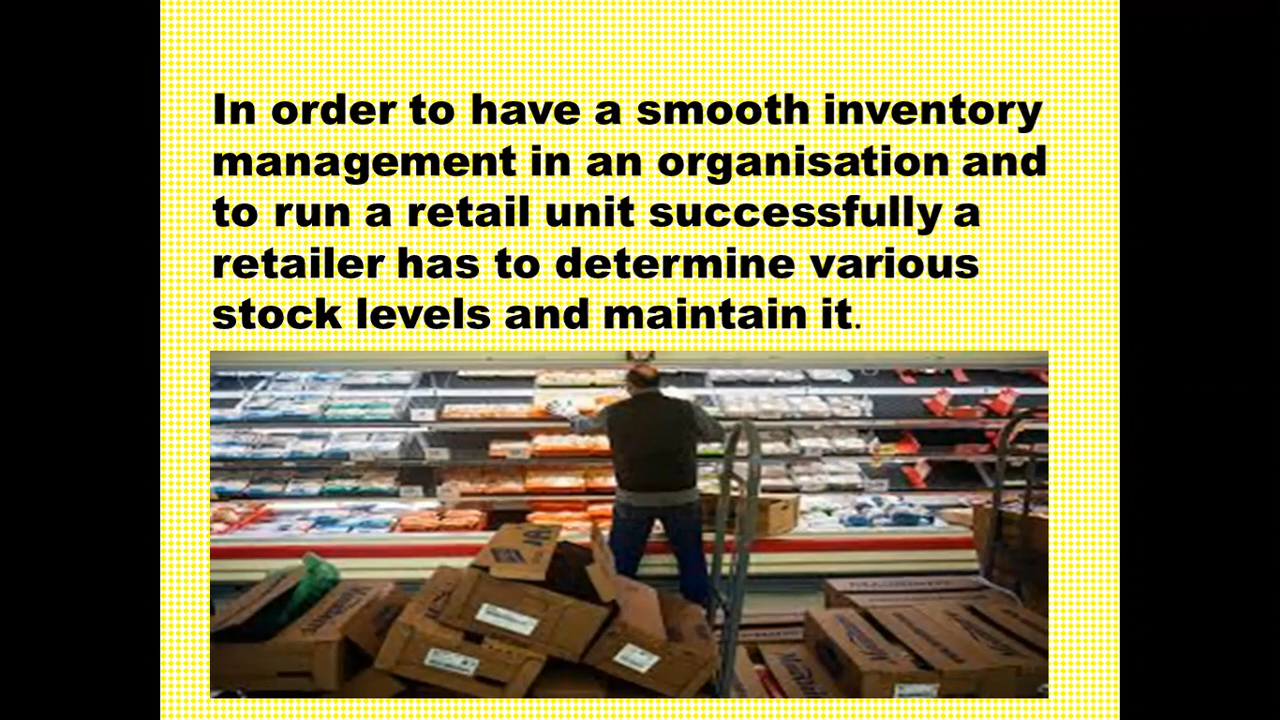 In order to have a smooth inventory
management in an organisation and
to run a retail unit successfully a
retailer has to determine various
stock levels and maintain it.